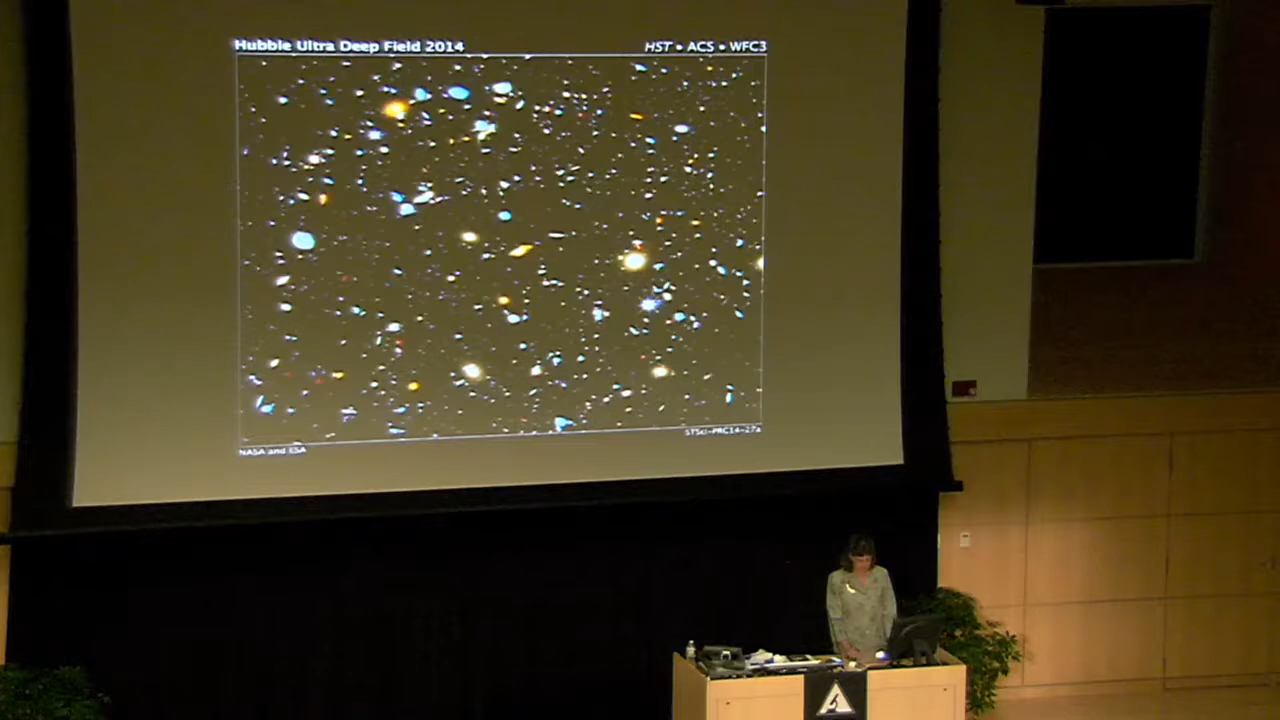 Hubble Ultra Deep Field 2014
HST • ACS • WFC3
NASA and ESA
STScI-PRC14-27a